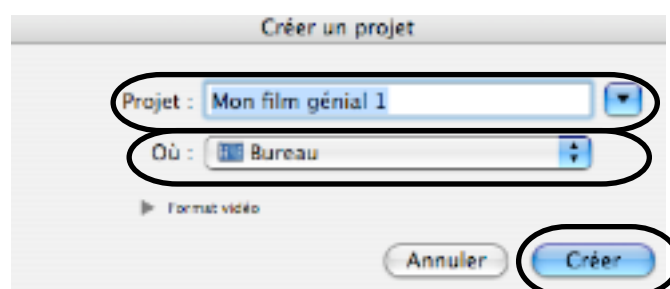 Créer un projet
Projet : Mon film génial 1
Où : Bureau
Format vidéo
Annuler Créer